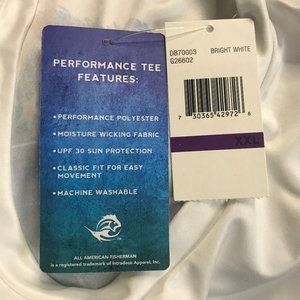 PERFORMANCE TEE
FEATURES:
• PERFORMANCE POLYESTER
• MOISTURE WICKING FABRIC
• UPF 30 SUN PROTECTION
• CLASSIC FIT FOR EASY
MOVEMENT
• MACHINE WASHABLE
ALL AMERICAN FISHERMAN
is a registered trademark of Intradeco Apparel, Inc.
DB70003 BRIGHT WHITE
G26602
7 30365 42972 6
XXL